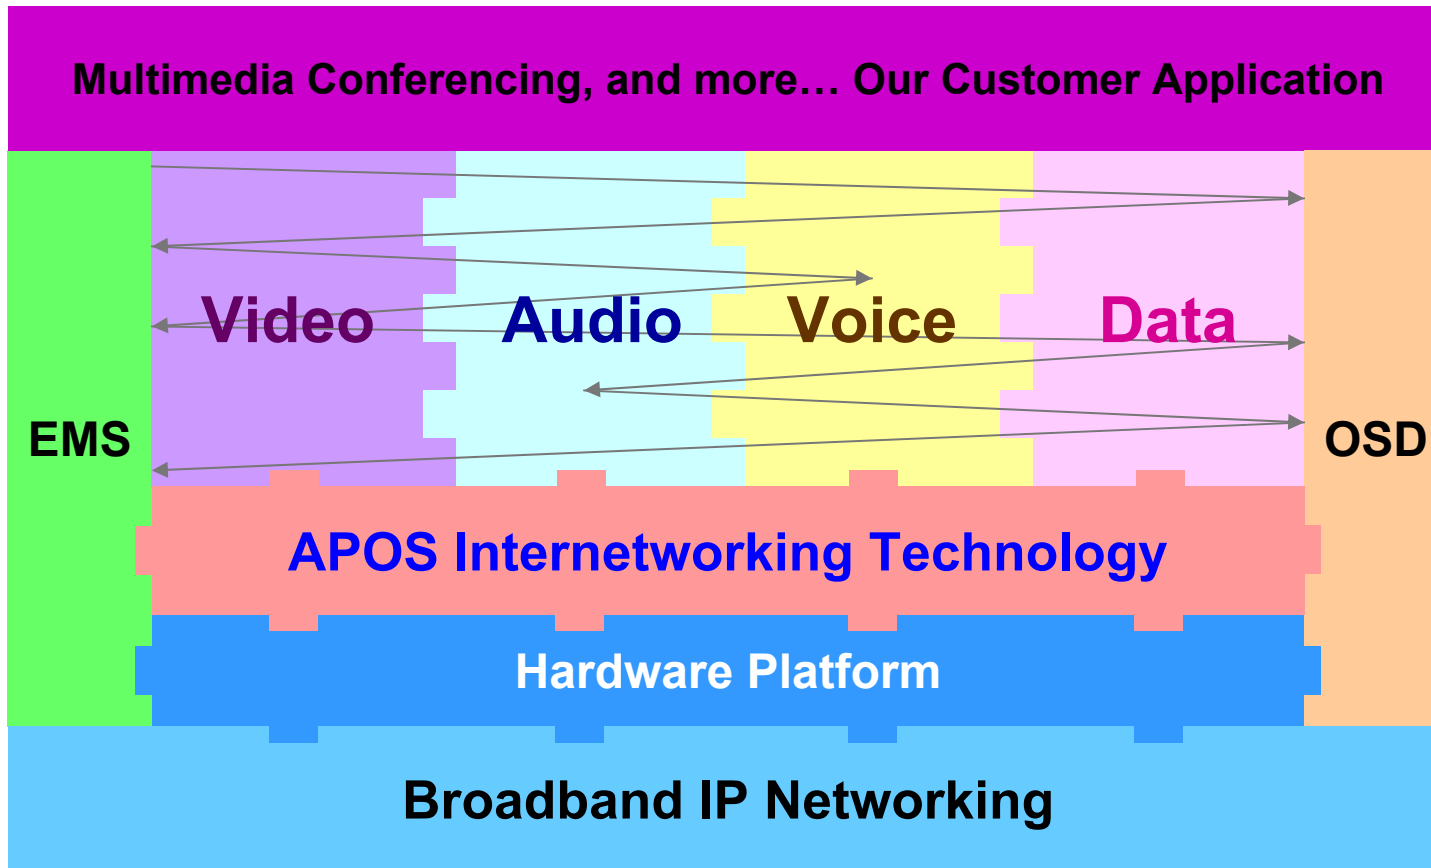 Multimedia Conferencing, and more… Our Customer Application
Video
Audio
Voice
Data
EMS
OSD
APOS Internetworking Technology
Hardware Platform
Broadband IP Networking